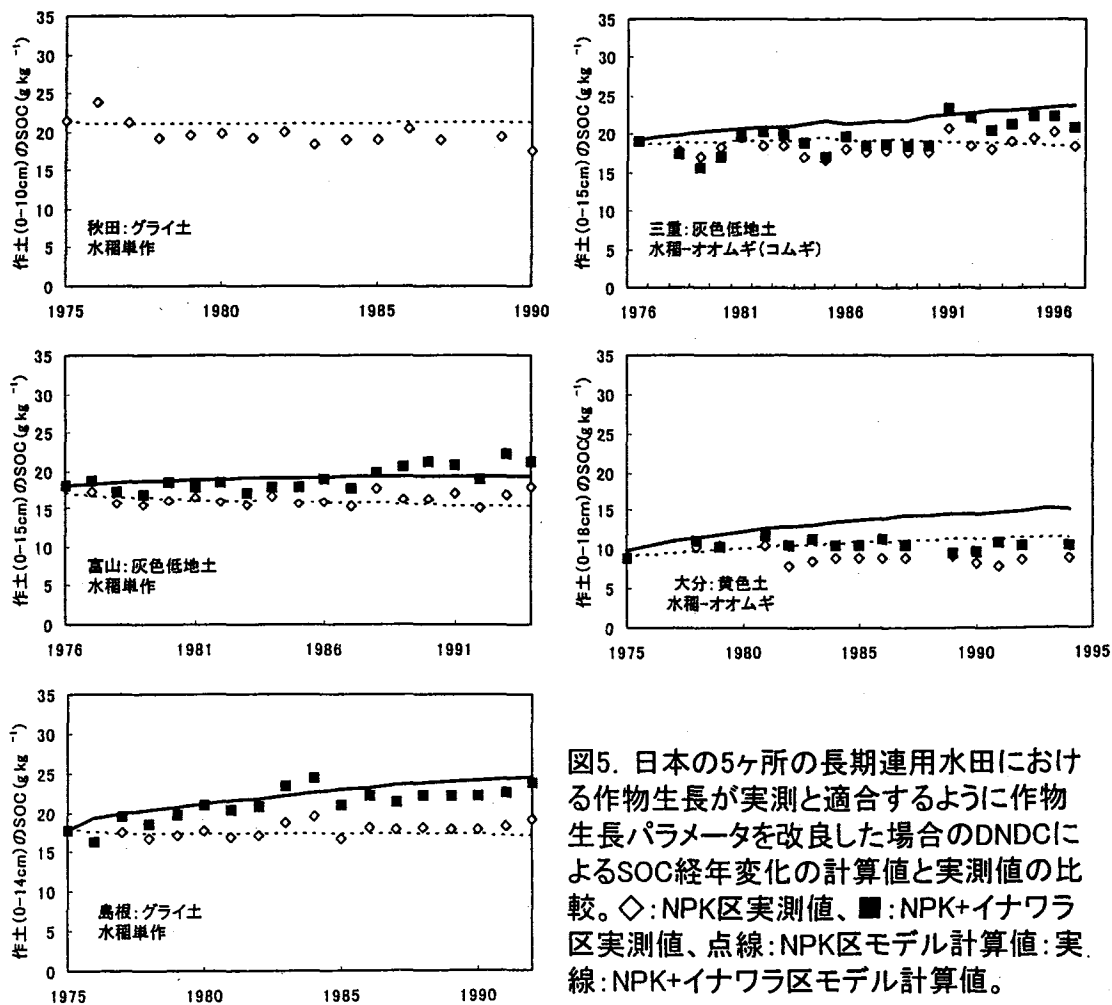 作土(0-10cm)のSOC(g kg⁻¹)
35
30
25
20
15
10
5
0
秋田:グライ土
水稲単作
1975 1980 1985 1990
作土(0-15cm)のSOC(g kg⁻¹)
35
30
25
20
15
10
5
0
三重:灰色低地土
水稲-オオムギ(コムギ)
1976 1981 1986 1991 1996
作土(0-15cm)のSOC(g kg⁻¹)
35
30
25
20
15
10
5
0
富山:灰色低地土
水稲単作
1976 1981 1986 1991
作土(0-18cm)のSOC(g kg⁻¹)
35
30
25
20
15
10
5
0
大分:黄色土
水稲-オオムギ
1975 1980 1985 1990 1995
作土(0-14cm)のSOC(g kg⁻¹)
35
30
25
20
15
10
5
0
島根:グライ土
水稲単作
1975 1980 1985 1990
図5. 日本の5ヶ所の長期連用水田におけ
る作物生長が実測と適合するように作物
生長パラメータを改良した場合のDNDCに
よるSOC経年変化の計算値と実測値の比
較。◇:NPK区実測値、■:NPK+イナワラ
区実測値、点線:NPK区モデル計算値:実
線:NPK+イナワラ区モデル計算値。